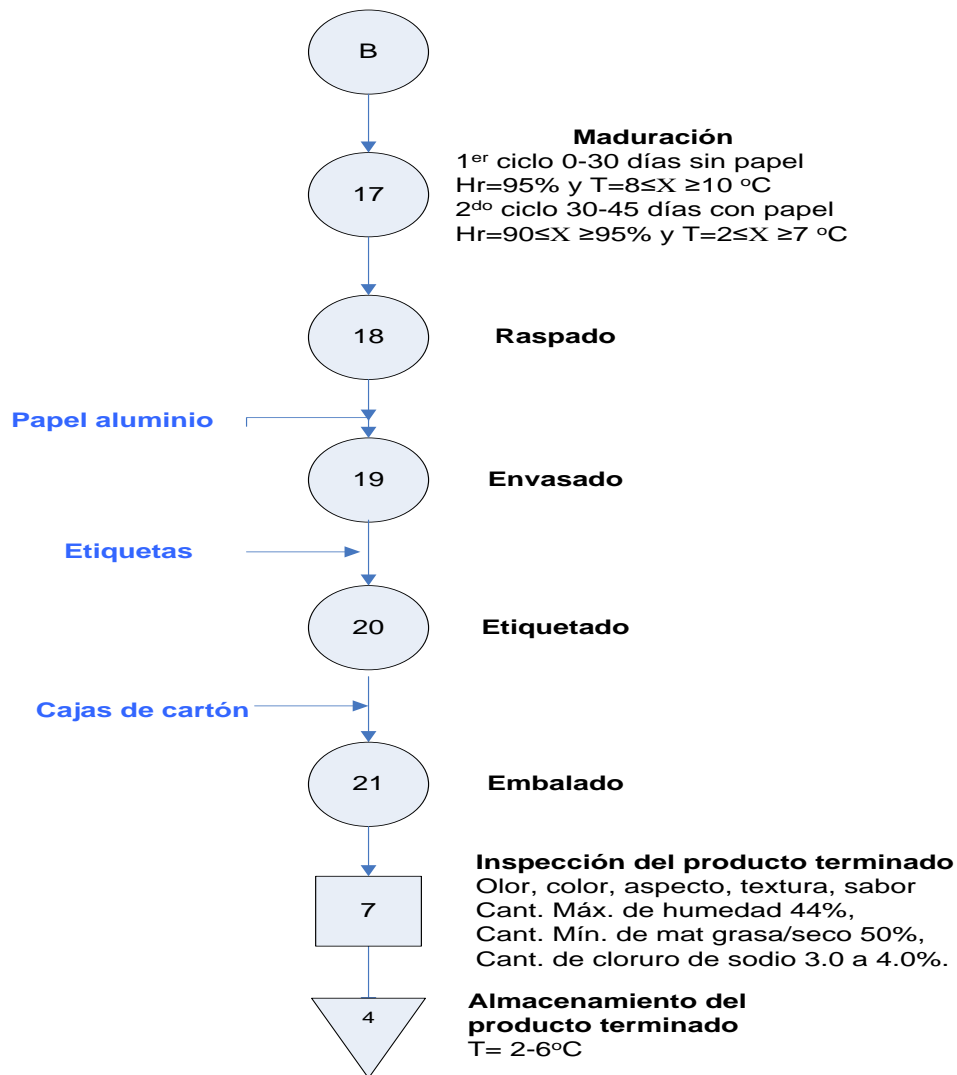 B
Maduración
1er ciclo 0-30 días sin papel
Hr=95% y T=8≤X ≥10 ºC
2do ciclo 30-45 días con papel
Hr=90≤X ≥95% y T=2≤X ≥7 ºC
17
18
Raspado
Papel aluminio
19
Envasado
Etiquetas
20
Etiquetado
Cajas de cartón
21
Embalado
Inspección del producto terminado
Olor, color, aspecto, textura, sabor
Cant. Máx. de humedad 44%,
Cant. Mín. de mat grasa/seco 50%,
Cant. de cloruro de sodio 3.0 a 4.0%.
7
4
Almacenamiento del
producto terminado
T= 2-6ºC